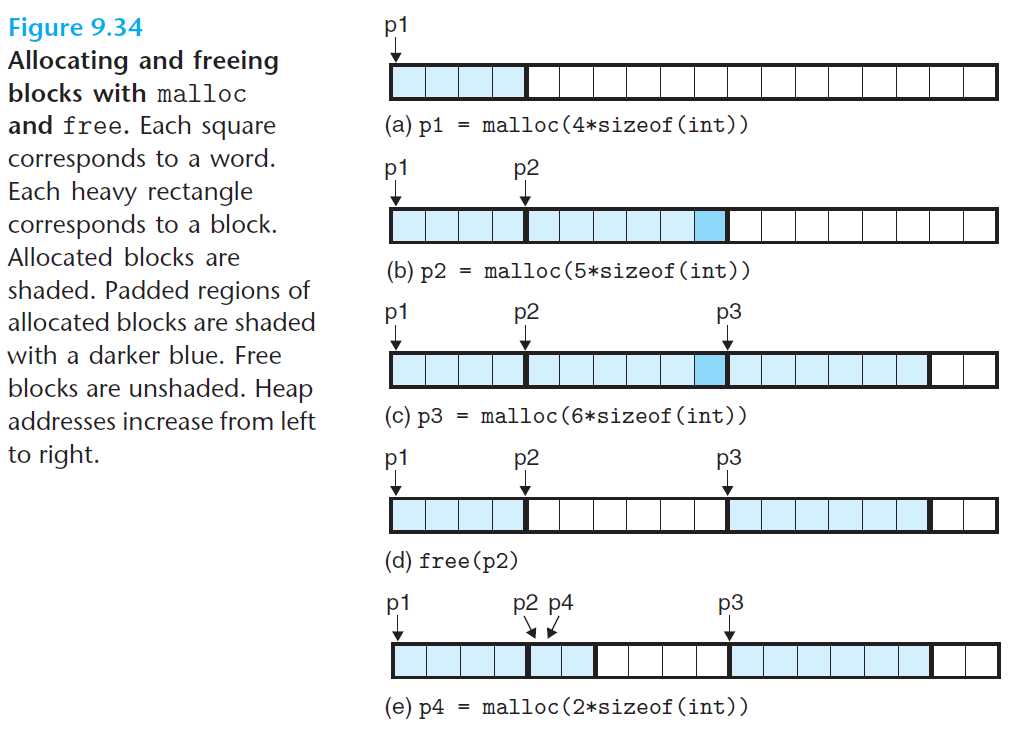 Figure 9.34
Allocating and freeing
blocks with malloc
and free. Each square
corresponds to a word.
Each heavy rectangle
corresponds to a block.
Allocated blocks are
shaded. Padded regions of
allocated blocks are shaded
with a darker blue. Free
blocks are unshaded. Heap
addresses increase from left
to right.
p1
(a) p1 = malloc(4*sizeof(int))
p1 p2
(b) p2 = malloc(5*sizeof(int))
p1 p2 p3
(c) p3 = malloc(6*sizeof(int))
p1 p2 p3
(d) free(p2)
p1 p2 p4 p3
(e) p4 = malloc(2*sizeof(int))